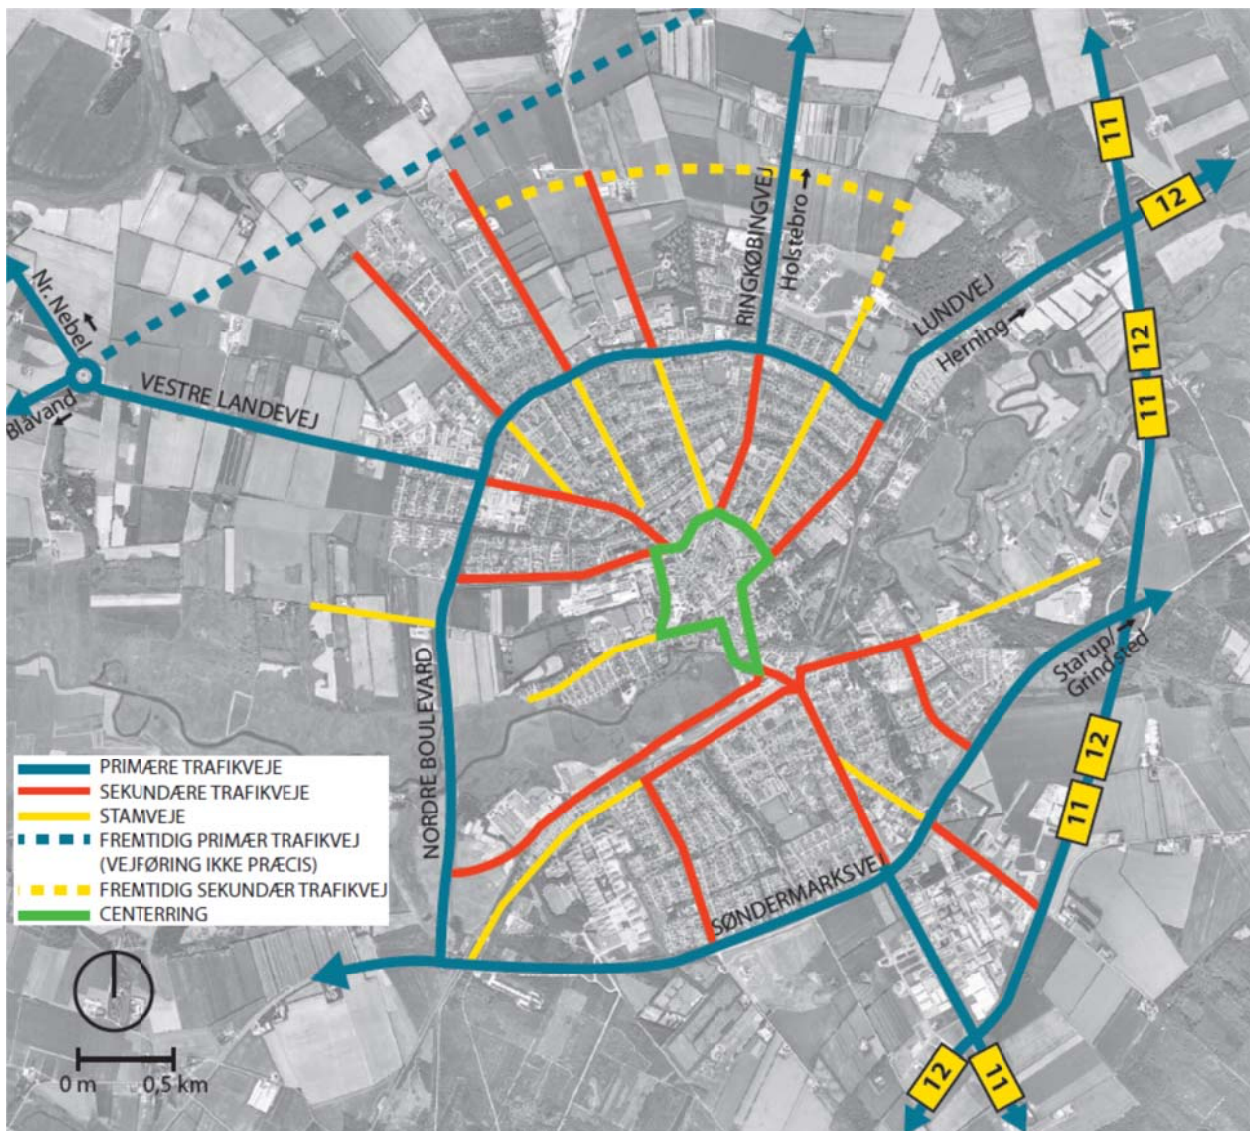 11
12
RINGKØBINGVEJ
Holstebro
LUNDVEJ
Herning
Nr. Nebel
Blåvand
VESTRE LANDEVEJ
12
11
Starup/
Grindsted
NORDRE BOULEVARD
SØNDERMARKSVEJ
12
11
PRIMÆRE TRAFIKVEJE
SEKUNDÆRE TRAFIKVEJE
STAMVEJE
FREMTIDIG PRIMÆR TRAFIKVEJ
(VEJFØRING IKKE PRÆCIS)
FREMTIDIG SEKUNDÆR TRAFIKVEJ
CENTERRING
0 m 0,5 km
12
11